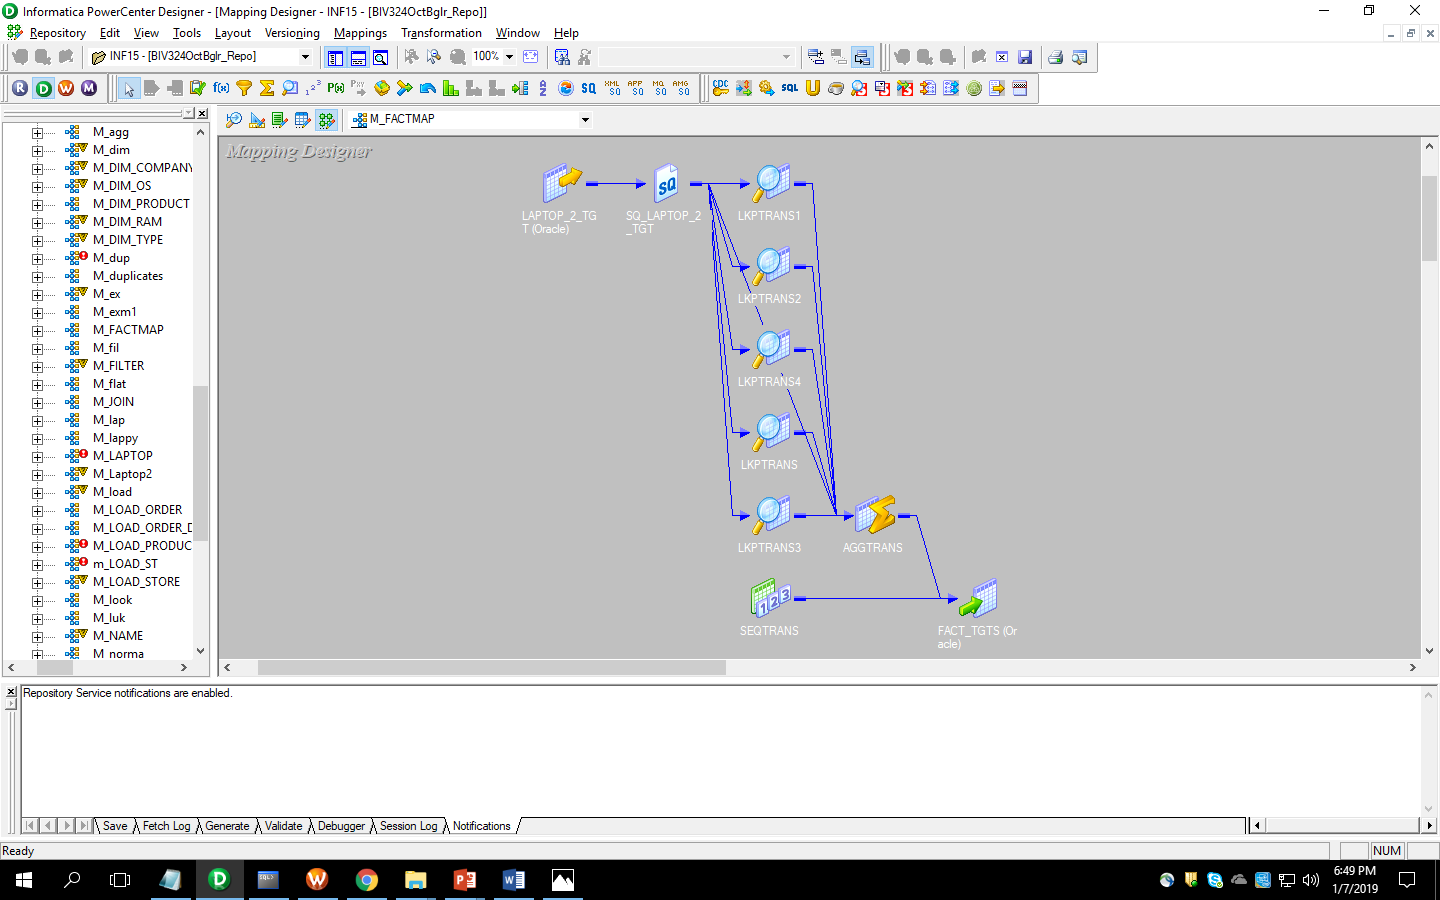 Informatica PowerCenter Designer - [Mapping Designer - INF15 - [BIV324OctBglr_Repo]]
Repository Edit View Tools Layout Versioning Mappings Transformation Window Help
INF15 - [BIV324OctBglr_Repo]
100%
M_FACTMAP
Mapping Designer
M_agg
M_dim
M_DIM_COMPANY
M_DIM_OS
M_DIM_PRODUCT
M_DIM_RAM
M_DIM_TYPE
M_dup
M_duplicates
M_ex
M_exm1
M_FACTMAP
M_fil
M_FILTER
M_flat
M_JOIN
M_lap
M_lappy
M_LAPTOP
M_Laptop2
M_load
M_LOAD_ORDER
M_LOAD_ORDER_D
M_LOAD_PRODUC
m_LOAD_ST
M_LOAD_STORE
M_look
M_luk
M_NAME
M_norma
LAPTOP_2_TG
T (Oracle)
SQ
SQ_LAPTOP_2
_TGT
LKPTRANS1
LKPTRANS2
LKPTRANS4
LKPTRANS
LKPTRANS3
AGGTRANS
123
SEQTRANS
FACT_TGTS (Or
acle)
Repository Service notifications are enabled.
Save Fetch Log Generate Validate Debugger Session Log Notifications
Ready
NUM
6:49 PM
1/7/2019